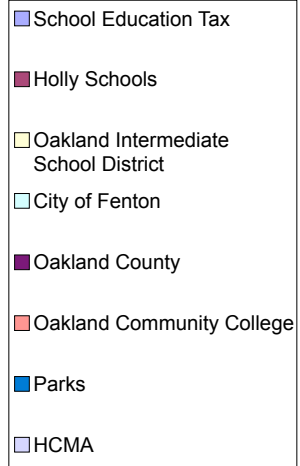 School Education Tax
Holly Schools
Oakland Intermediate
School District
City of Fenton
Oakland County
Oakland Community College
Parks
HCMA